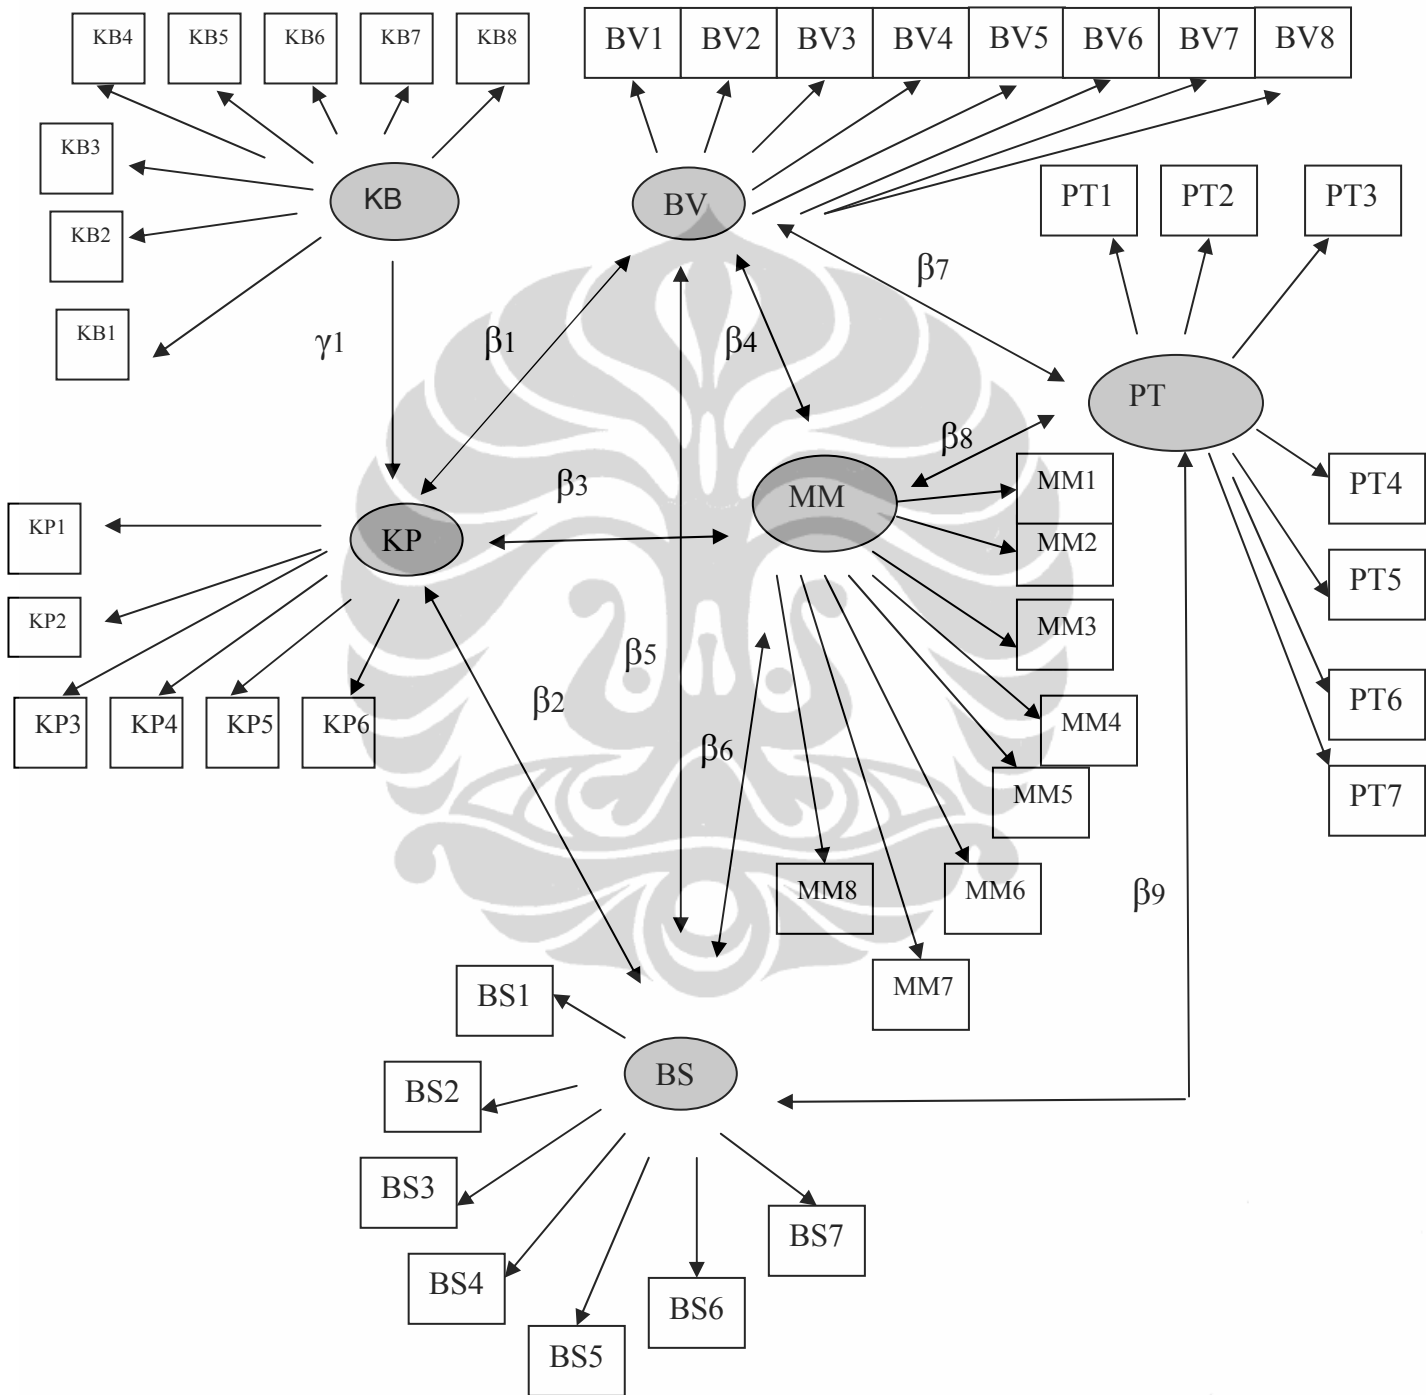 KB4 KB5 KB6 KB7 KB8
BV1 BV2 BV3 BV4 BV5 BV6 BV7 BV8
KB3
KB2
KB1
KB
BV
PT1 PT2 PT3
β7
γ1
β1
β4
PT
β8
β3
MM
MM1
MM2
MM3
MM4
MM5
MM6
MM7
MM8
PT4
PT5
PT6
PT7
KP1
KP
KP2
KP3 KP4 KP5 KP6
β5
β2
β6
β9
BS1
BS
BS2
BS3
BS4
BS5
BS6
BS7